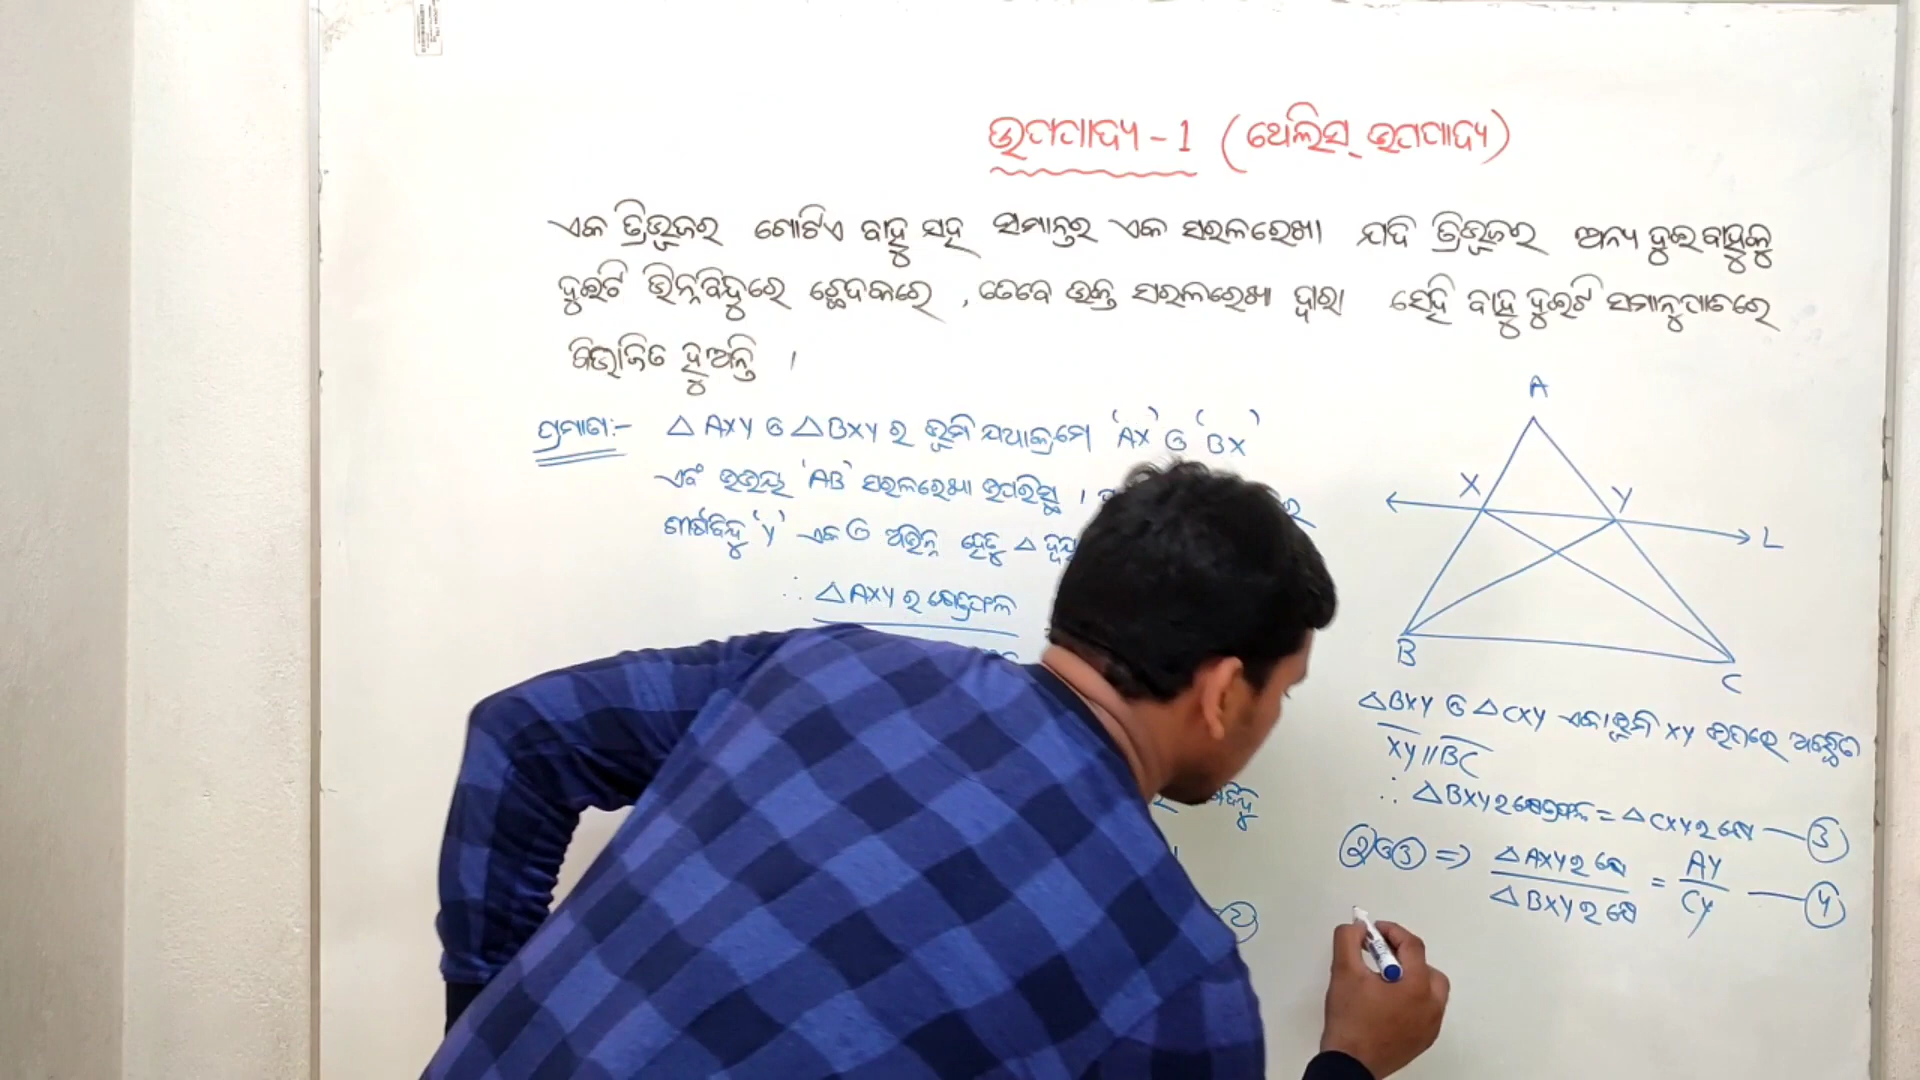 ଉପପାଦ୍ୟ - 1 (ଥେଲିସ୍ ଉପପାଦ୍ୟ)
ଏକ ତ୍ରିଭୁଜର ଗୋଟିଏ ବାହୁ ସହ ସମାନ୍ତର ଏକ ସରଳରେଖା ଯଦି ତ୍ରିଭୁଜର ଅନ୍ୟ ଦୁଇ ବାହୁକୁ
ଦୁଇଟି ଭିନ୍ନବିନ୍ଦୁରେ ଛେଦକରେ , ତେବେ ଉକ୍ତ ସରଳରେଖା ଦ୍ୱାରା ସେହି ବାହୁ ଦୁଇଟି ସମାନୁପାତରେ
ବିଭାଜିତ ହୁଅନ୍ତି ।
ପ୍ରମାଣ:- △ AXY ଓ △ BXY ର ଭୂମି ଯଥାକ୍ରମେ 'AX' ଓ 'BX'
ଏବଂ ଉଭୟ 'AB' ସରଳରେଖା ଉପରିସ୍ଥ ।
ଶୀର୍ଷବିନ୍ଦୁ 'Y' ଏକ ଓ ଅଭିନ୍ନ ହେତୁ △ ଦ୍ୱୟ
∴ △AXY ର କ୍ଷେତ୍ରଫଳ
2
A
X
Y
L
B
C
△BXY ଓ △CXY ଏକା ଭୂମି XY ଉପରେ ଅବସ୍ଥିତ
XY // BC
∴ △BXY ର କ୍ଷେତ୍ରଫଳ = △CXY ର କ୍ଷେ — 3
2 ଓ 3 => △AXY ର କ୍ଷେ / △BXY ର କ୍ଷେ = AY / CY — 4